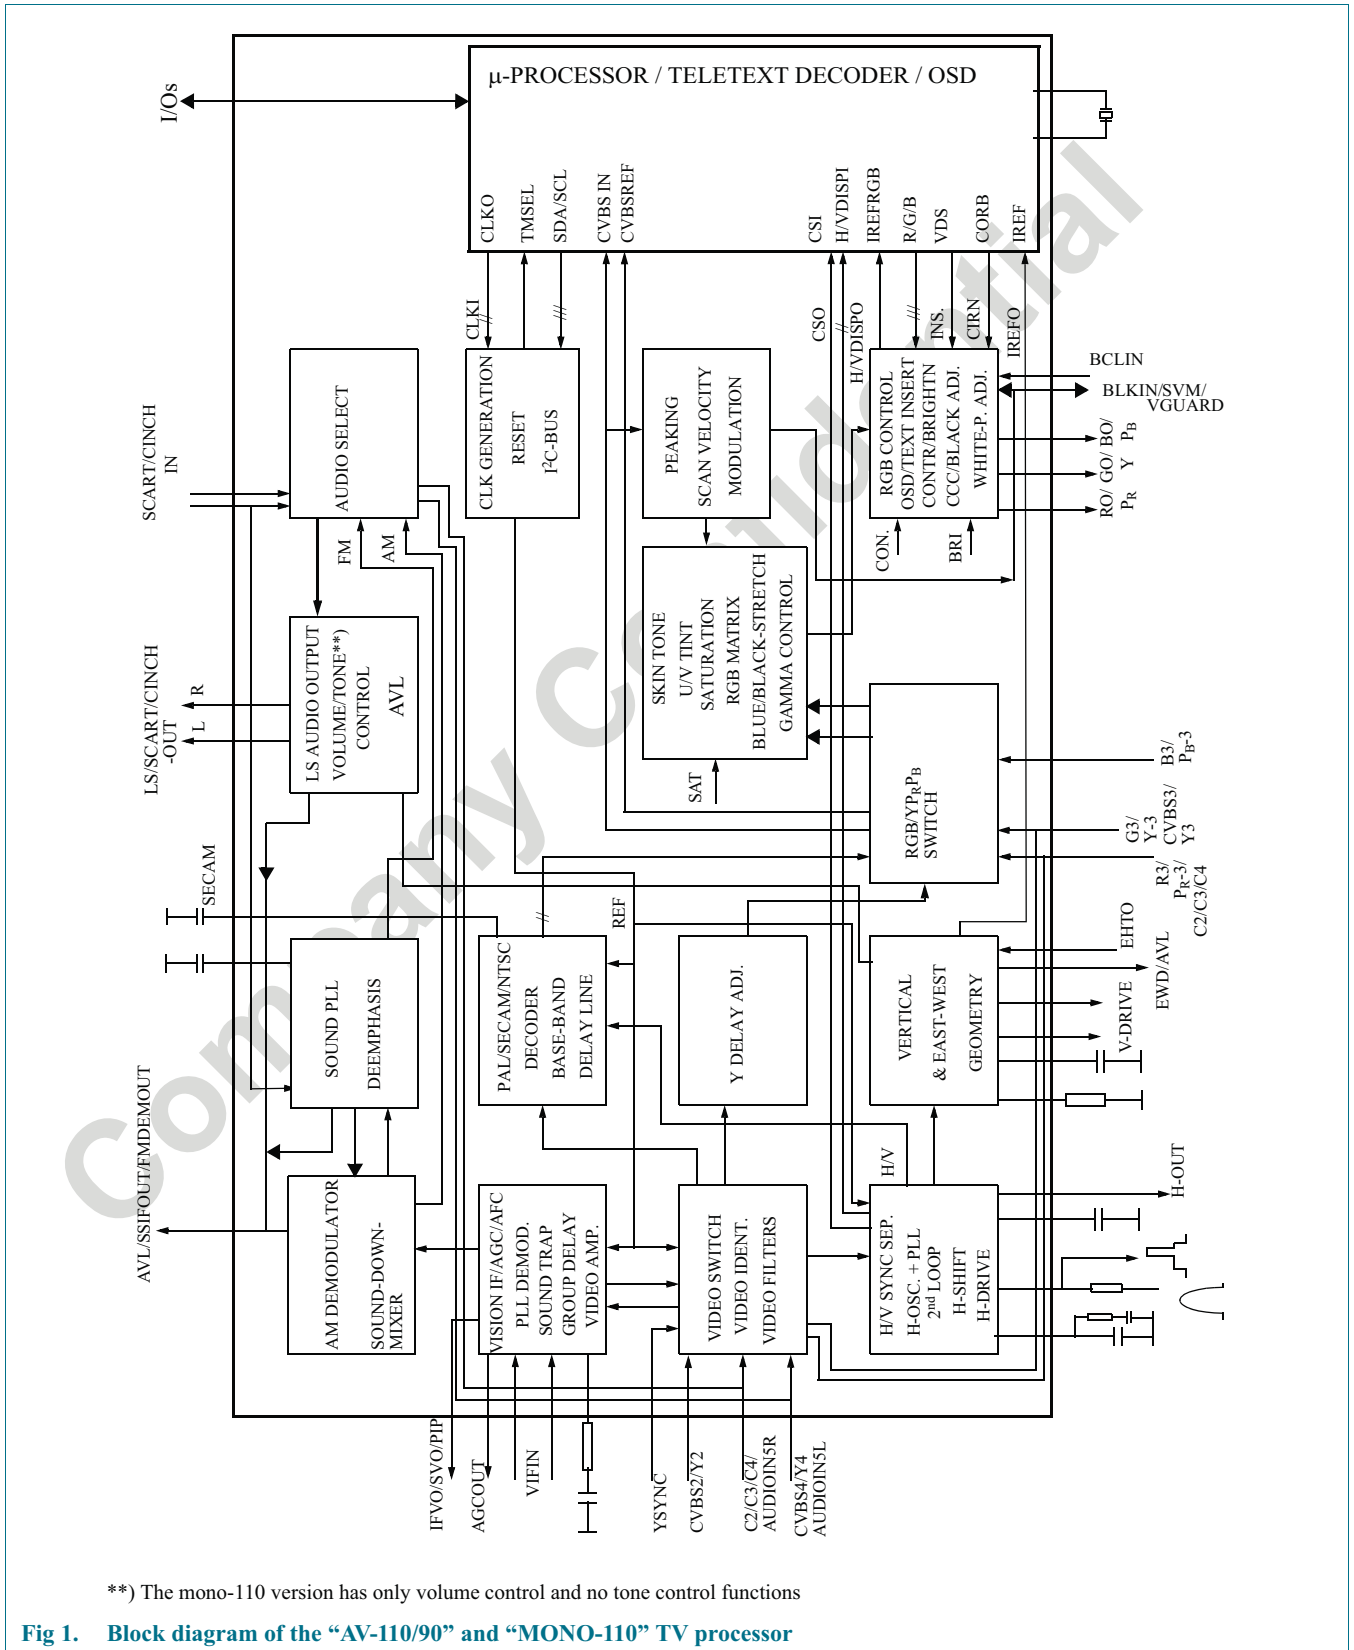 μ-PROCESSOR / TELETEXT DECODER / OSD
I/Os
CLKO
TMSEL
SDA/SCL
CVBS IN
CVBSREF
CSI
H/VDISPI
IREFRGB
R/G/B
VDS
CORB
IREF
CLKI
//
///
CSO
//
H/VDISPO
///
INS.
CIRN
IREFO
SCART/CINCH
IN
AUDIO SELECT
FM
AM
CLK GENERATION
RESET
I²C-BUS
PEAKING
SCAN VELOCITY
MODULATION
RGB CONTROL
OSD/TEXT INSERT
CONTR/BRIGHTN
CCC/BLACK ADJ.
WHITE-P. ADJ.
BCLIN
BLKIN/SVM/
VGUARD
BO/
PB
GO/
Y
RO/
PR
CON.
BRI
LS/SCART/CINCH
-OUT
R
L
LS AUDIO OUTPUT
VOLUME/TONE**)
CONTROL
AVL
SKIN TONE
U/V TINT
SATURATION
RGB MATRIX
BLUE/BLACK-STRETCH
GAMMA CONTROL
SAT
RGB/YPRPB
SWITCH
B3/
PB-3
G3/
Y-3
CVBS3/
Y3
R3/
PR-3/
C2/C3/C4
SECAM
SOUND PLL
DEEMPHASIS
//
REF
PAL/SECAM/NTSC
DECODER
BASE-BAND
DELAY LINE
Y DELAY ADJ.
VERTICAL
& EAST-WEST
GEOMETRY
EHTO
EWD/AVL
V-DRIVE
AVL/SSIFOUT/FMDEMOUT
AM DEMODULATOR
SOUND-DOWN-
MIXER
VISION IF/AGC/AFC
PLL DEMOD.
SOUND TRAP
GROUP DELAY
VIDEO AMP.
VIDEO SWITCH
VIDEO IDENT.
VIDEO FILTERS
H/V
H/V SYNC SEP.
H-OSC. + PLL
2nd LOOP
H-SHIFT
H-DRIVE
H-OUT
IFVO/SVO/PIP
AGCOUT
VIFIN
YSYNC
CVBS2/Y2
C2/C3/C4/
AUDIOIN5R
CVBS4/Y4
AUDIOIN5L
Company Confidential
**) The mono-110 version has only volume control and no tone control functions
Fig 1. Block diagram of the “AV-110/90” and “MONO-110” TV processor